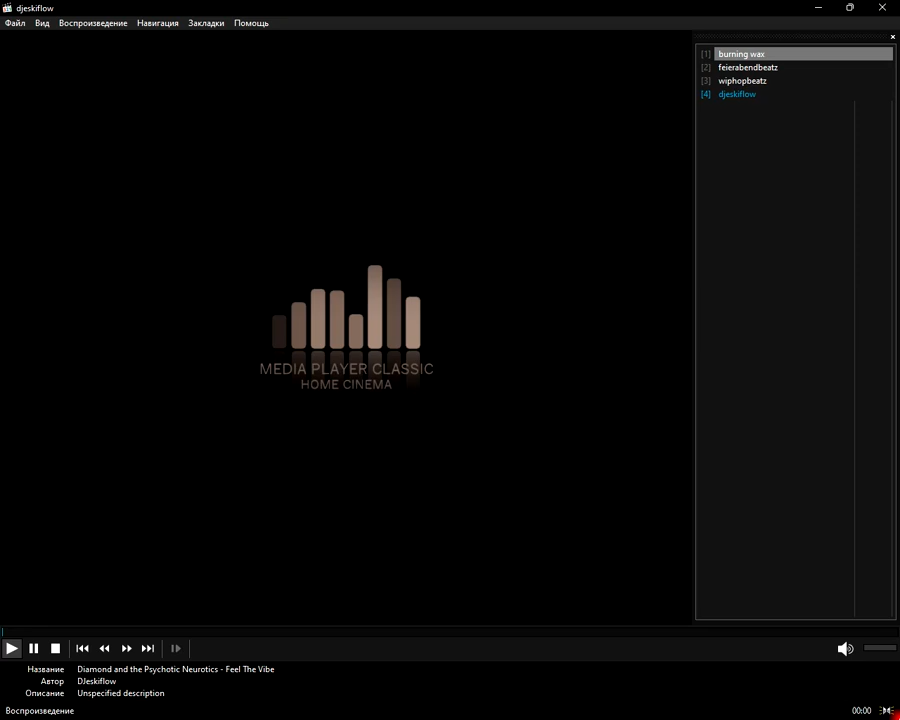 djeskiflow
Файл Вид Воспроизведение Навигация Закладки Помощь
[1] burning wax
[2] feierabendbeatz
[3] wiphopbeatz
[4] djeskiflow
MEDIA PLAYER CLASSIC
HOME CINEMA
Название Diamond and the Psychotic Neurotics - Feel The Vibe
Автор DJeskiflow
Описание Unspecified description
Воспроизведение 00:00